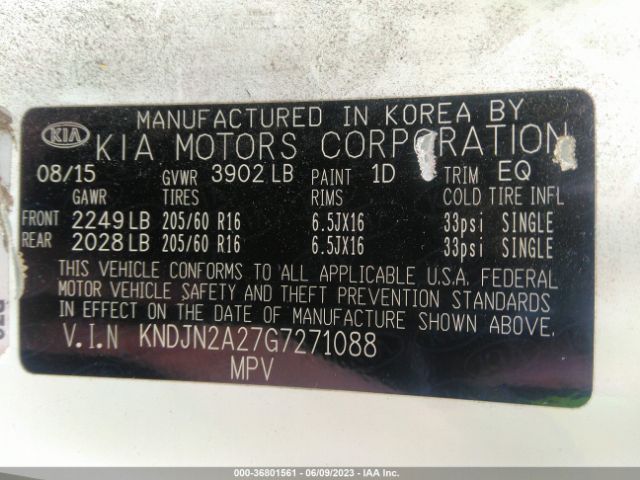 MANUFACTURED IN KOREA BY
KIA KIA MOTORS CORPORATION
08/15 GVWR 3902 LB PAINT 1D TRIM EQ
GAWR TIRES RIMS COLD TIRE INFL
FRONT 2249 LB 205/60 R16 6.5JX16 33psi SINGLE
REAR 2028 LB 205/60 R16 6.5JX16 33psi SINGLE
THIS VEHICLE CONFORMS TO ALL APPLICABLE U.S.A. FEDERAL
MOTOR VEHICLE SAFETY AND THEFT PREVENTION STANDARDS
IN EFFECT ON THE DATE OF MANUFACTURE SHOWN ABOVE.
V.I.N KNDJN2A27G7271088
MPV
000-36801561 - 06/09/2023 - IAA Inc.